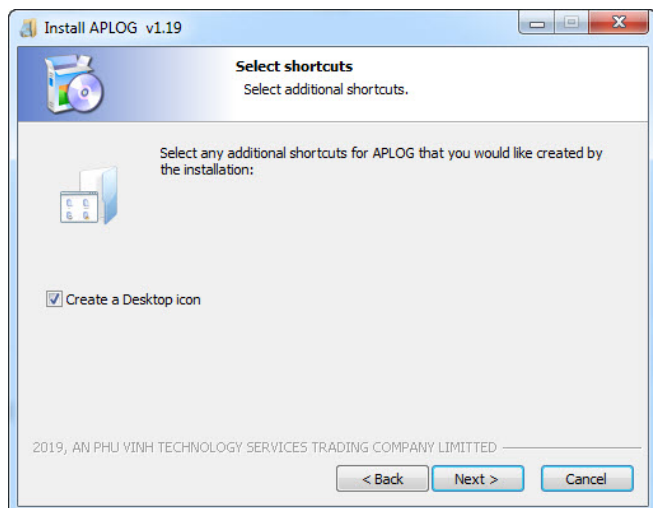 Install APLOG v1.19
Select shortcuts
Select additional shortcuts.
Select any additional shortcuts for APLOG that you would like created by
the installation:
Create a Desktop icon
2019, AN PHU VINH TECHNOLOGY SERVICES TRADING COMPANY LIMITTED
< Back Next > Cancel